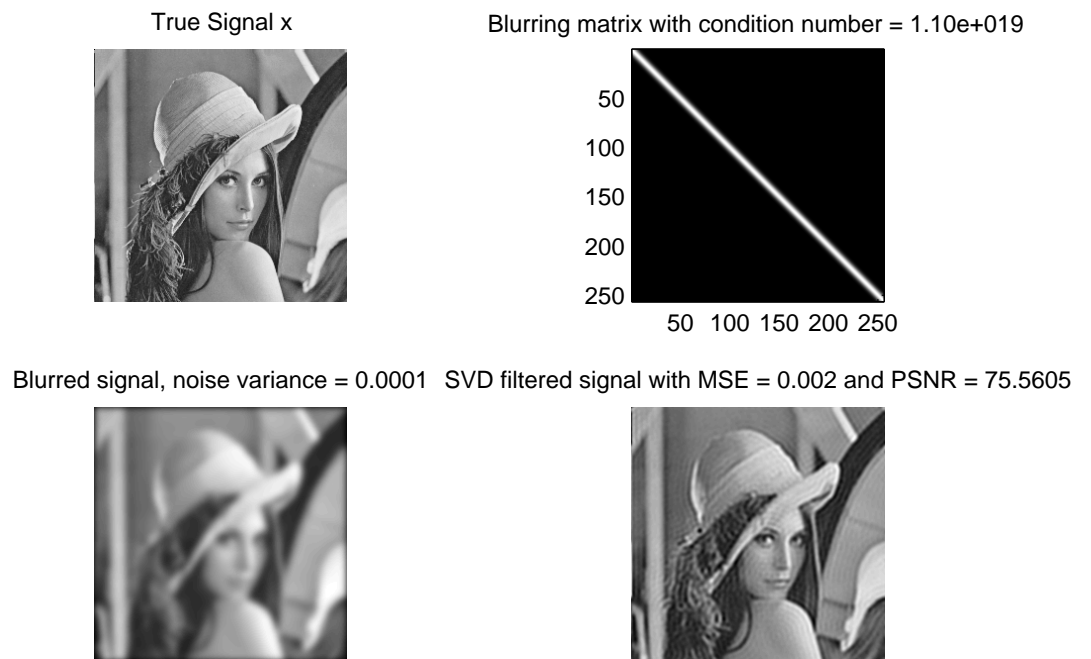 True Signal x
Blurring matrix with condition number = 1.10e+019
50
100
150
200
250
50 100 150 200 250
Blurred signal, noise variance = 0.0001
SVD filtered signal with MSE = 0.002 and PSNR = 75.5605